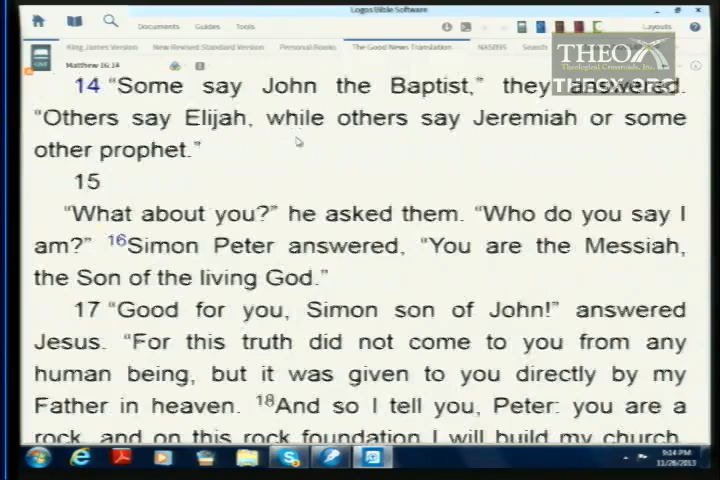 Logos Bible Software
Documents Guides Tools
Layouts
King James Version New Revised Standard Version Personal Books The Good News Translation NASB95 Search
THEOX
Theological Crossroads, Inc.
THEOX.ORG
Matthew 16:14
14 “Some say John the Baptist,” they answered.
“Others say Elijah, while others say Jeremiah or some
other prophet.”
15
“What about you?” he asked them. “Who do you say I
am?” 16Simon Peter answered, “You are the Messiah,
the Son of the living God.”
17 “Good for you, Simon son of John!” answered
Jesus. “For this truth did not come to you from any
human being, but it was given to you directly by my
Father in heaven. 18And so I tell you, Peter: you are a
rock, and on this rock foundation I will build my church,
9:14 PM
11/26/2013